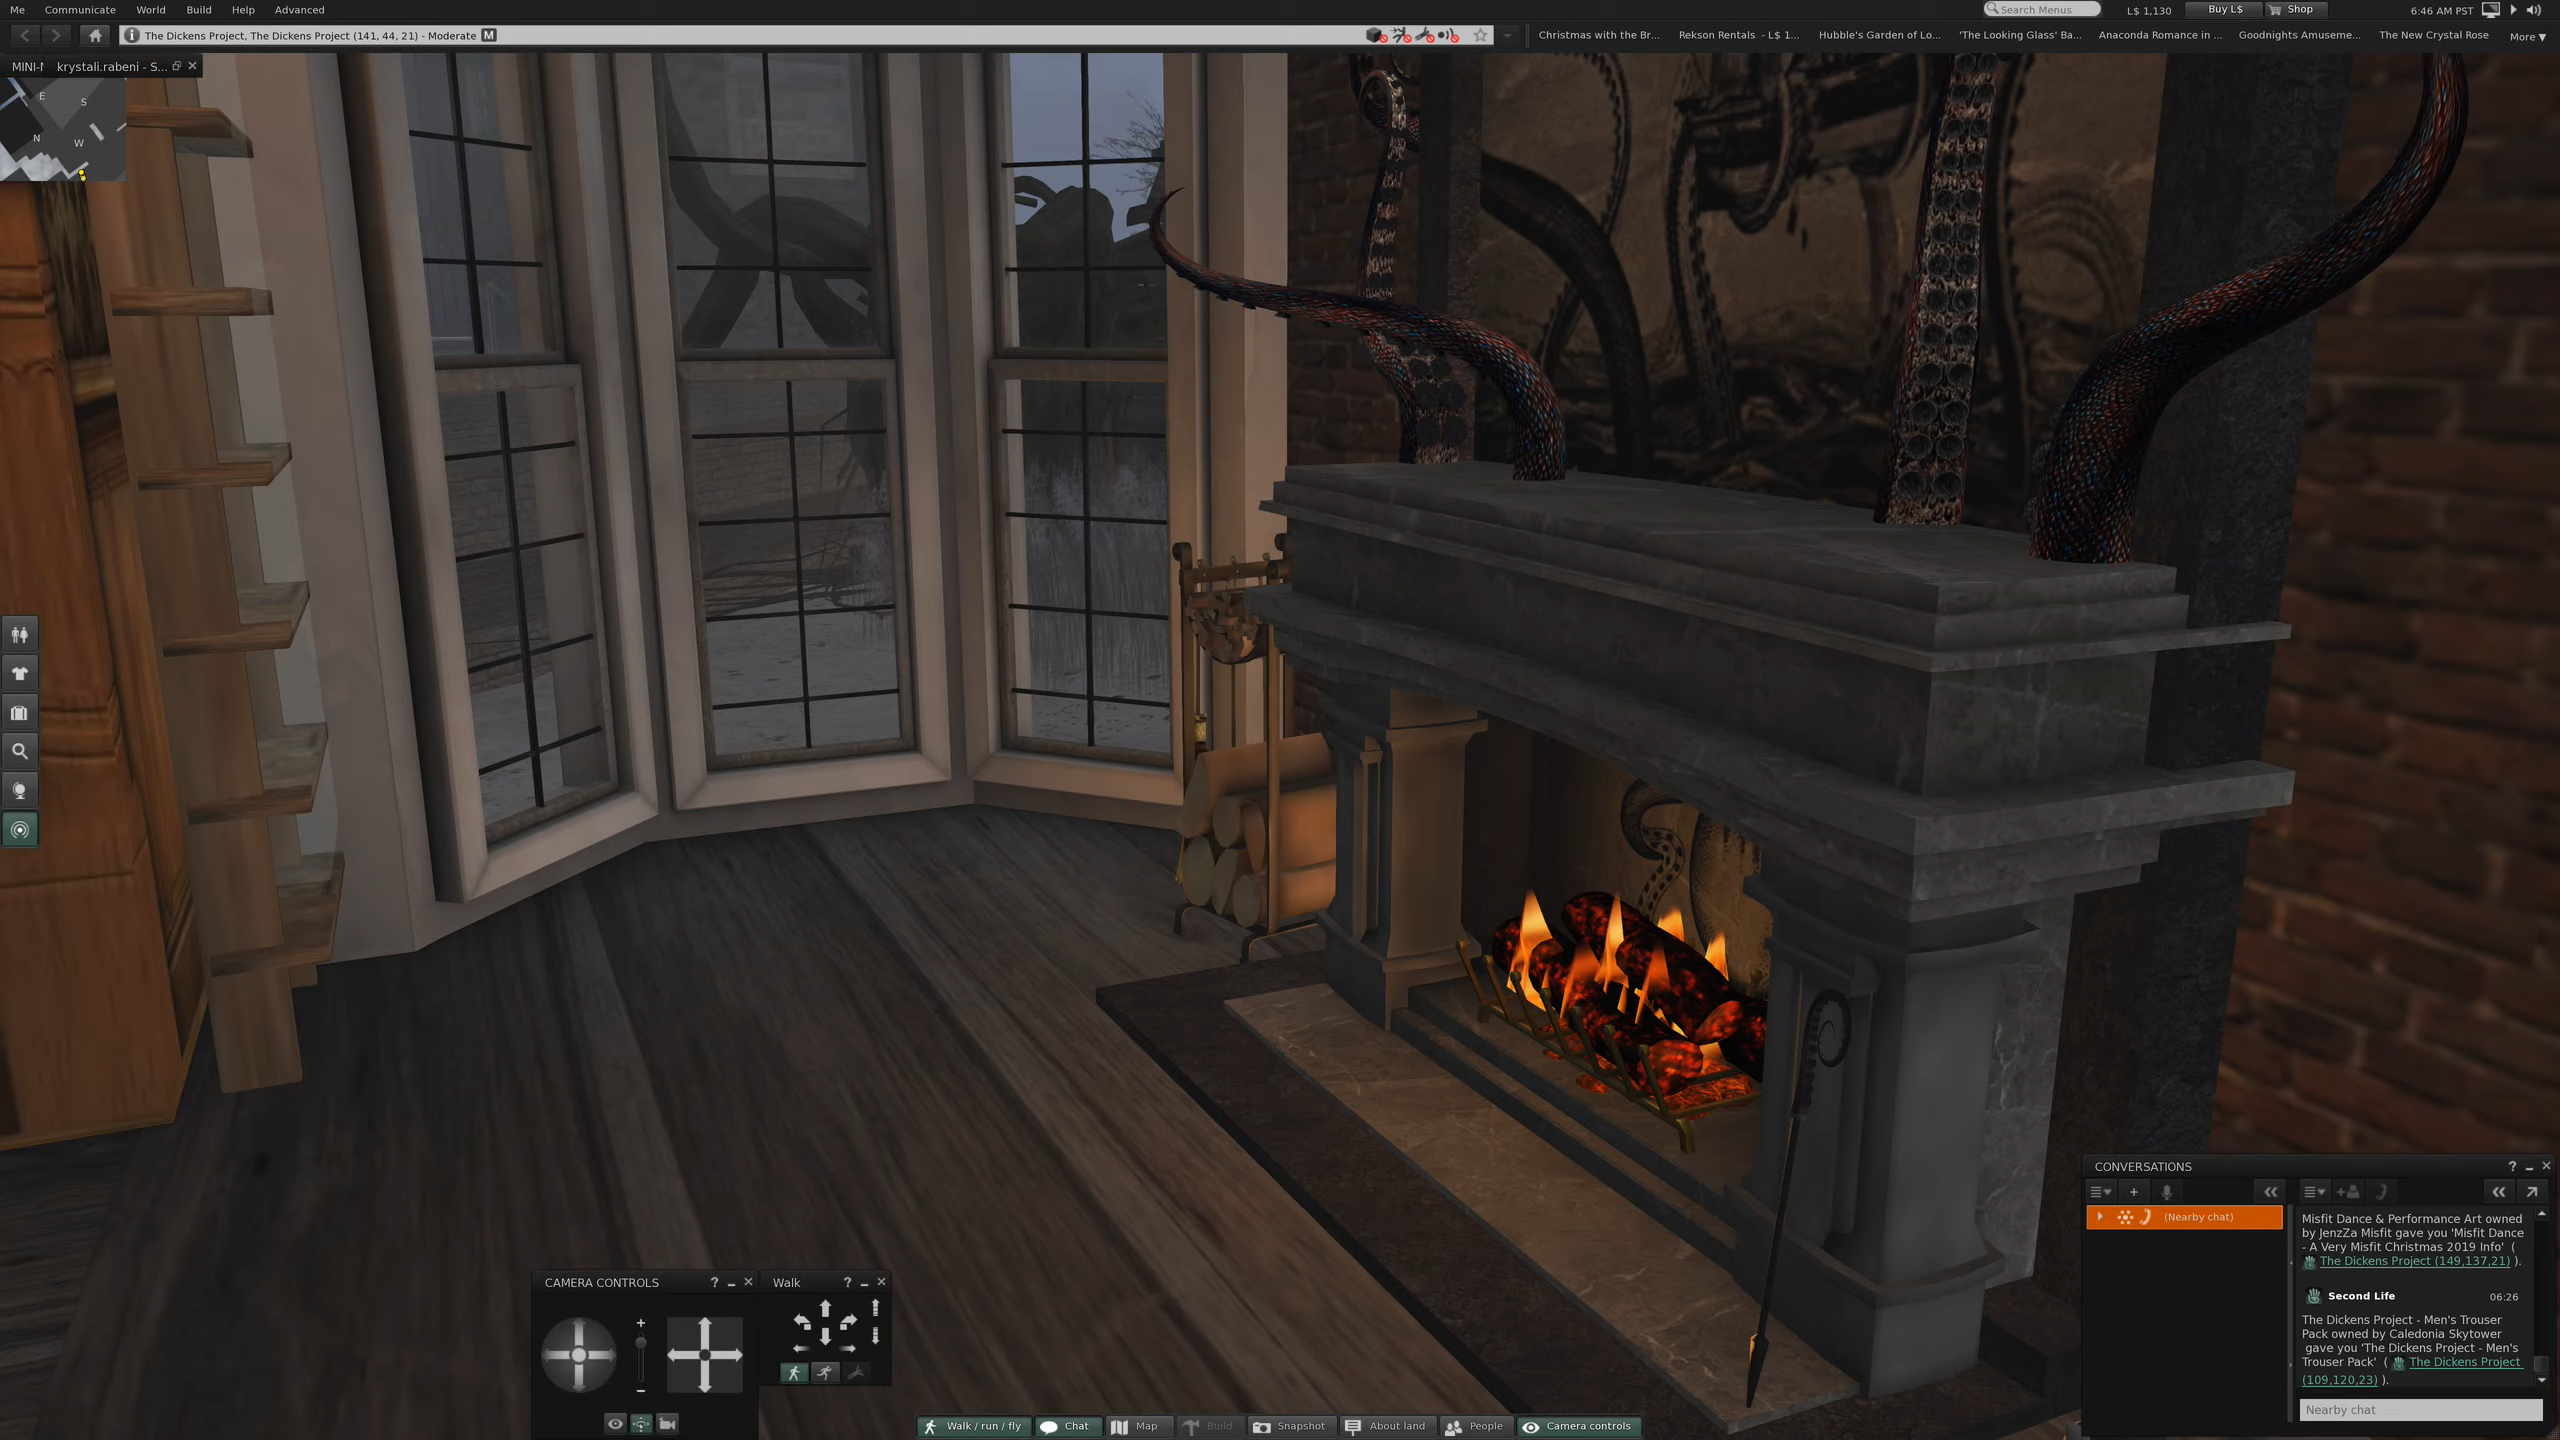 Me Communicate World Build Help Advanced
Search Menus L$ 1,130 Buy L$ Shop 6:46 AM PST
The Dickens Project, The Dickens Project (141, 44, 21) - Moderate M
Christmas with the Br... Rekson Rentals - L$ 1... Hubble's Garden of Lo... 'The Looking Glass' Ba... Anaconda Romance in ... Goodnights Amuseme... The New Crystal Rose More ▼
MINI-M krystali.rabeni - S...
E S
N W
CONVERSATIONS
(Nearby chat)
Misfit Dance & Performance Art owned
by JenzZa Misfit gave you 'Misfit Dance
- A Very Misfit Christmas 2019 Info' (
The Dickens Project (149,137,21) ).
Second Life 06:26
The Dickens Project - Men's Trouser
Pack owned by Caledonia Skytower
gave you 'The Dickens Project - Men's
Trouser Pack' ( The Dickens Project
(109,120,23) ).
Nearby chat
CAMERA CONTROLS ?
Walk ?
Walk / run / fly Chat Map Build Snapshot About land People Camera controls